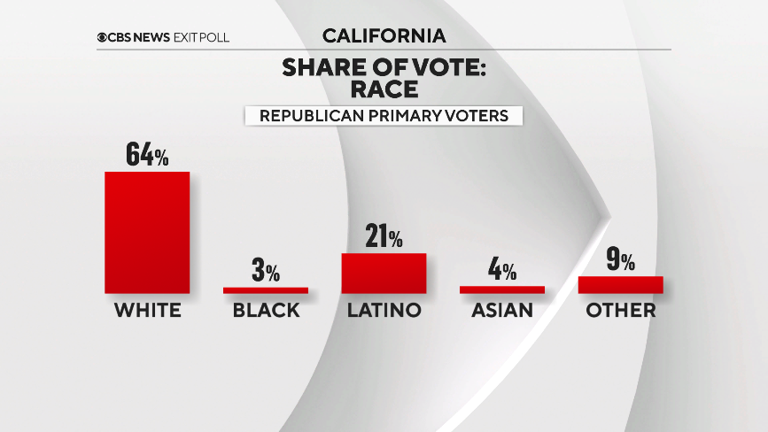 CBS NEWS EXIT POLL
CALIFORNIA
SHARE OF VOTE:
RACE
REPUBLICAN PRIMARY VOTERS
64% 3% 21% 4% 9%
WHITE BLACK LATINO ASIAN OTHER